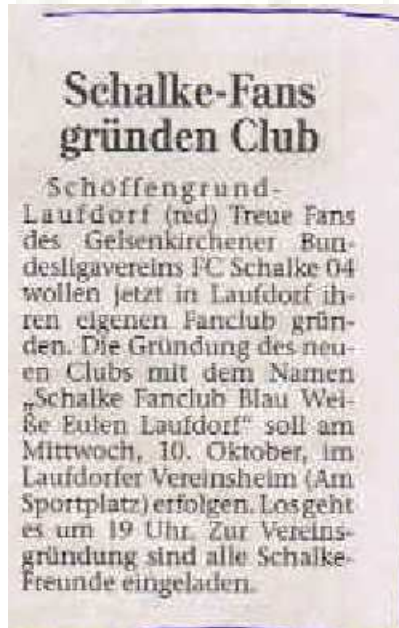 Schalke-Fans
gründen Club
Schöffengrund-
Laufdorf (red) Treue Fans
des Gelsenkirchener Bun-
desligavereins FC Schalke 04
wollen jetzt in Laufdorf ih-
ren eigenen Fanclub grün-
den. Die Gründung des neu-
en Clubs mit dem Namen
„Schalke Fanclub Blau Wei-
ße Eulen Laufdorf“ soll am
Mittwoch, 10. Oktober, im
Laufdorfer Vereinsheim (Am
Sportplatz) erfolgen. Los geht
es um 19 Uhr. Zur Vereins-
gründung sind alle Schalke-
Freunde eingeladen.